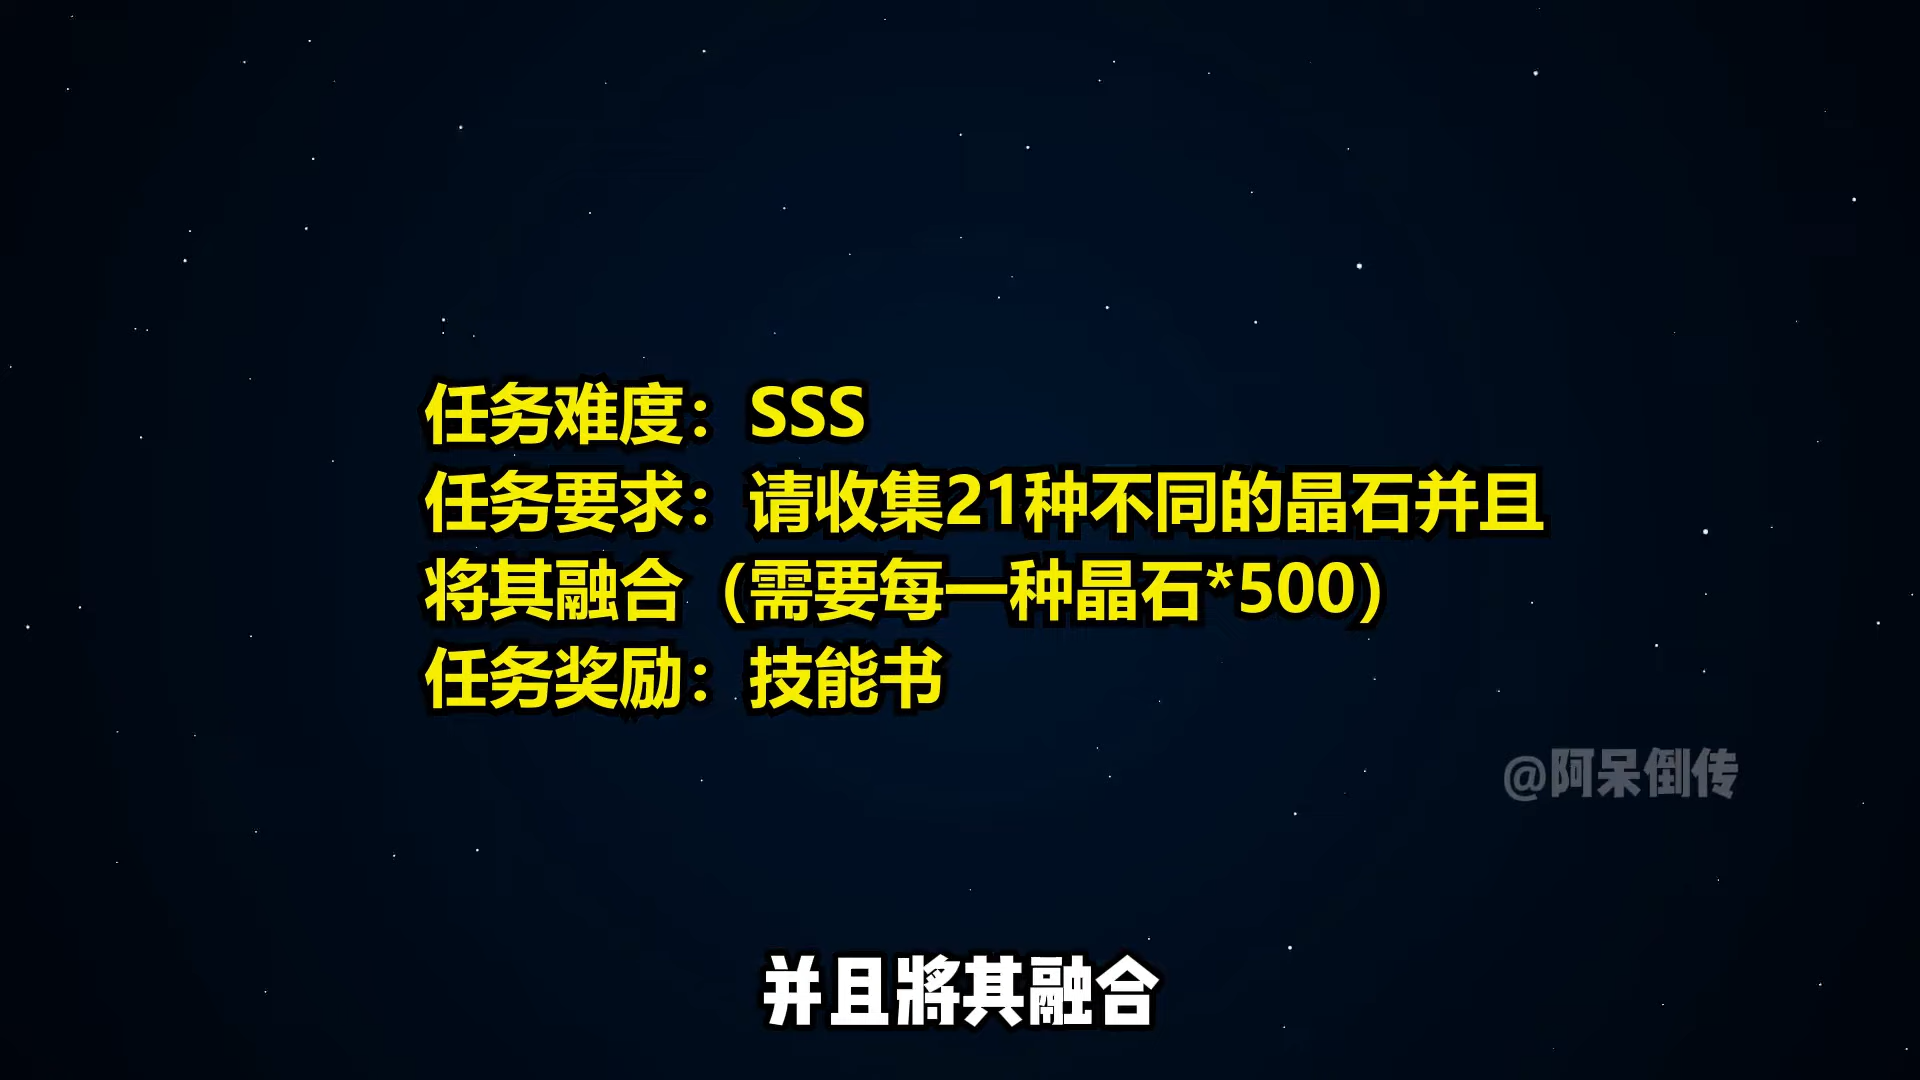 任务难度：SSS
任务要求：请收集21种不同的晶石并且
将其融合（需要每一种晶石*500）
任务奖励：技能书
@阿呆倒传
并且将其融合